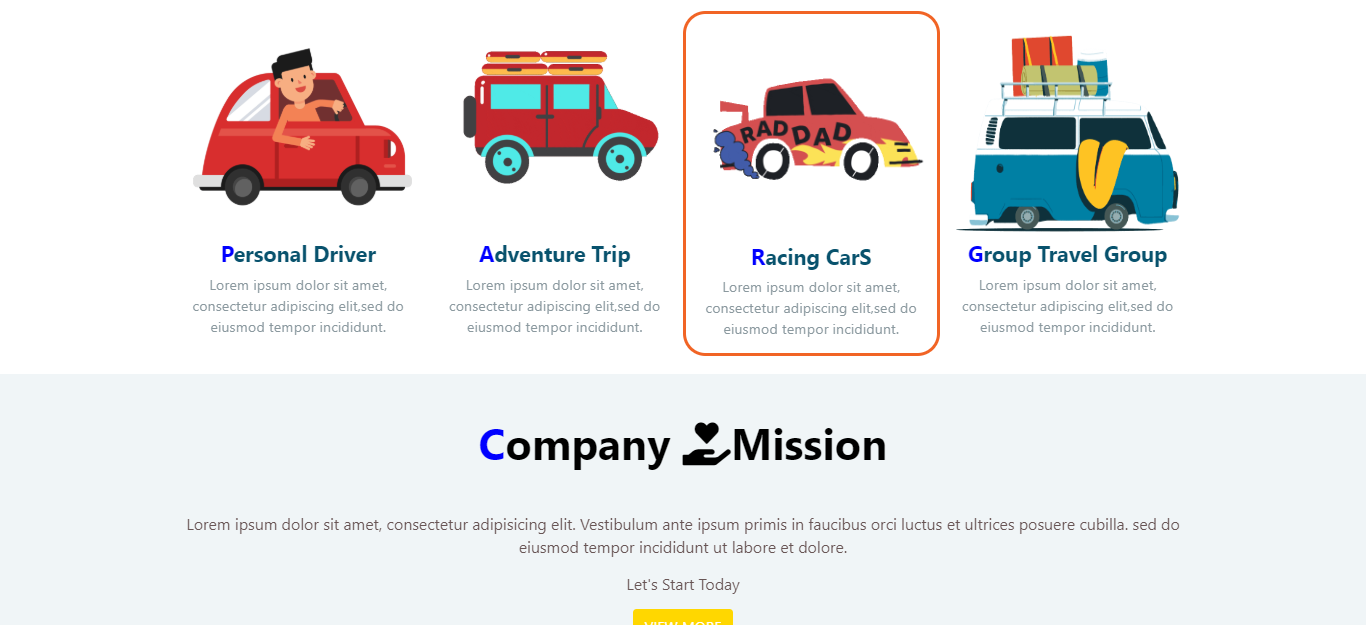 RAD DAD
Personal Driver
Lorem ipsum dolor sit amet,
consectetur adipiscing elit,sed do
eiusmod tempor incididunt.
Adventure Trip
Lorem ipsum dolor sit amet,
consectetur adipiscing elit,sed do
eiusmod tempor incididunt.
Racing CarS
Lorem ipsum dolor sit amet,
consectetur adipiscing elit,sed do
eiusmod tempor incididunt.
Group Travel Group
Lorem ipsum dolor sit amet,
consectetur adipiscing elit,sed do
eiusmod tempor incididunt.
Company Mission
Lorem ipsum dolor sit amet, consectetur adipisicing elit. Vestibulum ante ipsum primis in faucibus orci luctus et ultrices posuere cubilla. sed do
eiusmod tempor incididunt ut labore et dolore.
Let's Start Today
VIEW MORE